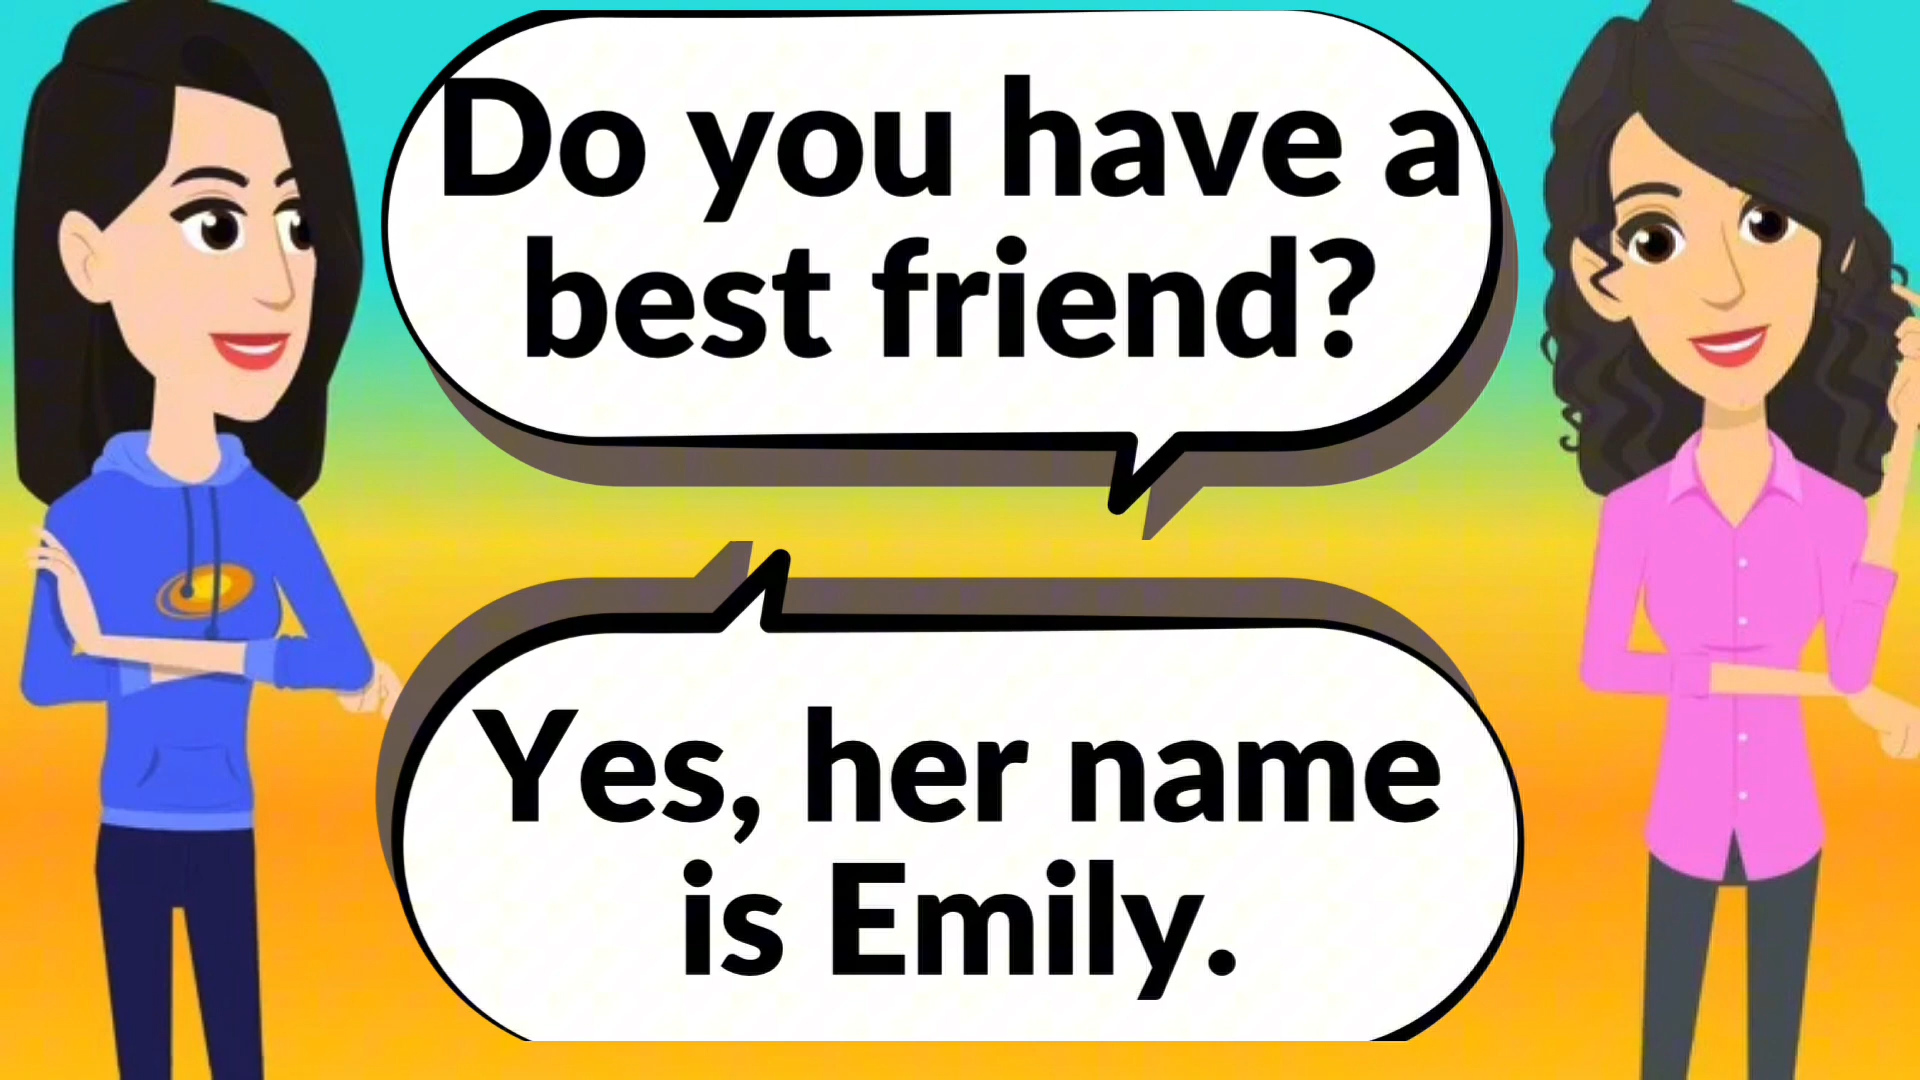 Do you have a
best friend?
Yes, her name
is Emily.